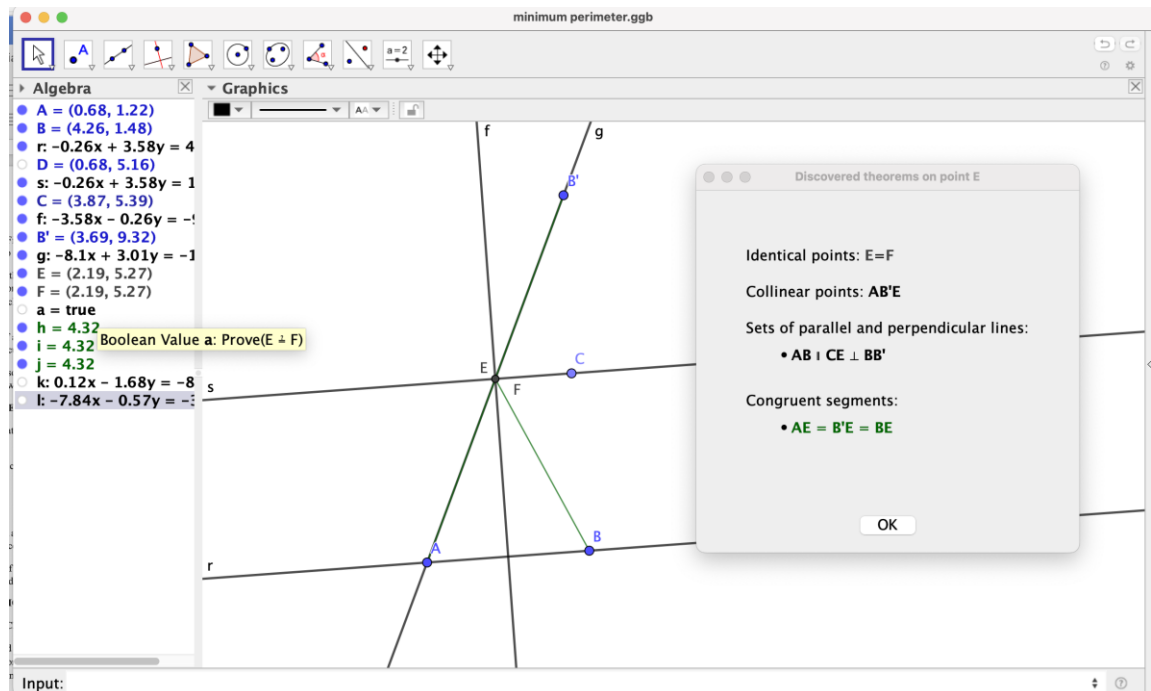 minimum perimeter.ggb
A
a=2
Algebra
Graphics
AA
A = (0.68, 1.22)
B = (4.26, 1.48)
r: -0.26x + 3.58y = 4
D = (0.68, 5.16)
s: -0.26x + 3.58y = 1
C = (3.87, 5.39)
f: -3.58x - 0.26y = -9
B' = (3.69, 9.32)
g: -8.1x + 3.01y = -1
E = (2.19, 5.27)
F = (2.19, 5.27)
a = true
h = 4.32
i = 4.32
j = 4.32
k: 0.12x - 1.68y = -8
l: -7.84x - 0.57y = -3
Boolean Value a: Prove(E ≟ F)
f
g
B'
E
F
C
s
A
B
r
Discovered theorems on point E
Identical points: E=F
Collinear points: AB'E
Sets of parallel and perpendicular lines:
• AB ∥ CE ⊥ BB'
Congruent segments:
• AE = B'E = BE
OK
Input: